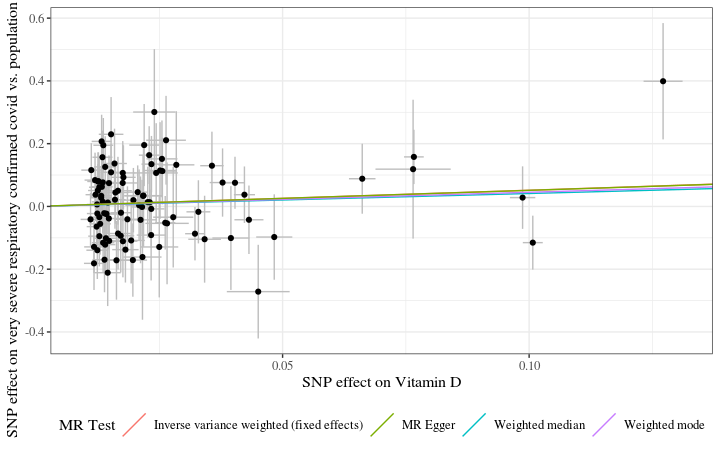 SNP effect on very severe respiratory confirmed covid vs. population
0.6
0.4
0.2
0.0
-0.2
-0.4
0.05
0.10
SNP effect on Vitamin D
MR Test
Inverse variance weighted (fixed effects)
MR Egger
Weighted median
Weighted mode